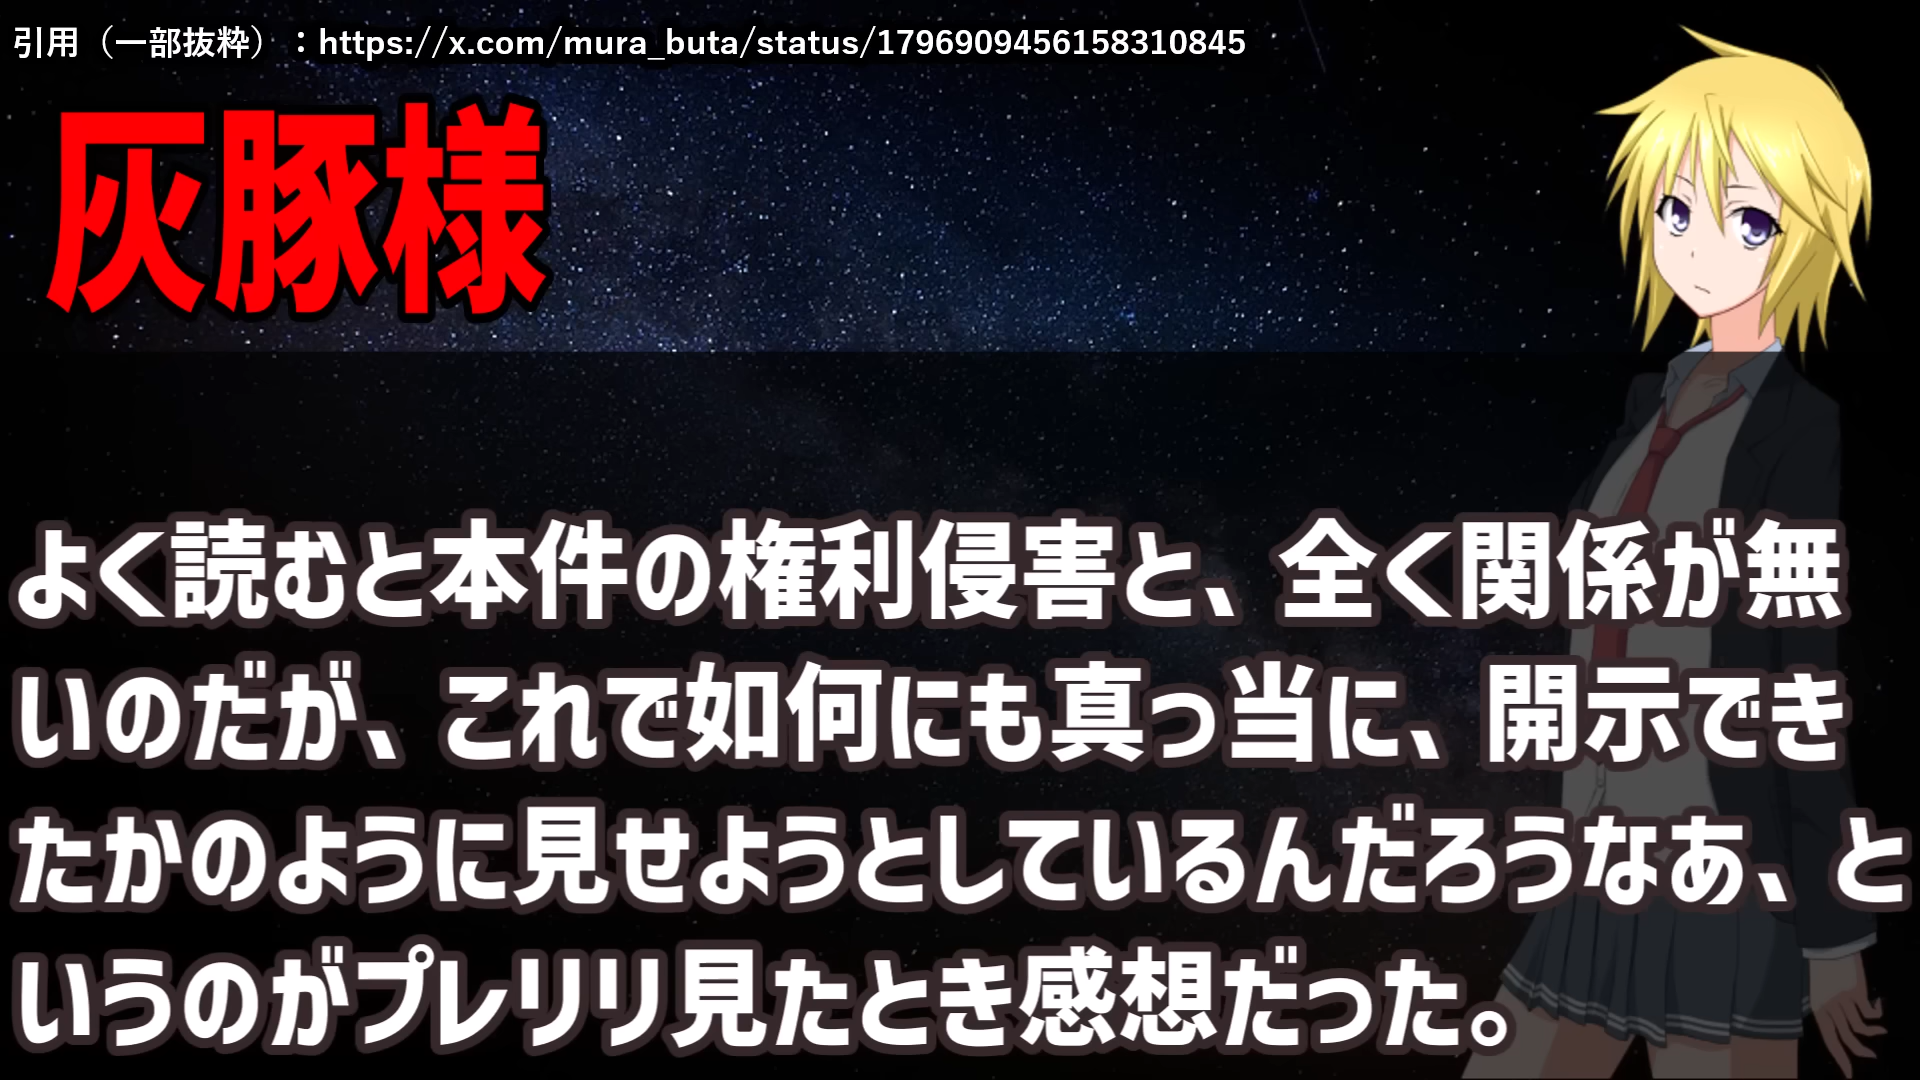 引用（一部抜粋）：https://x.com/mura_buta/status/1796909456158310845
灰豚様
よく読むと本件の権利侵害と、全く関係が無
いのだが、これで如何にも真っ当に、開示でき
たかのように見せようとしているんだろうなあ、と
いうのがプレリリ見たとき感想だった。